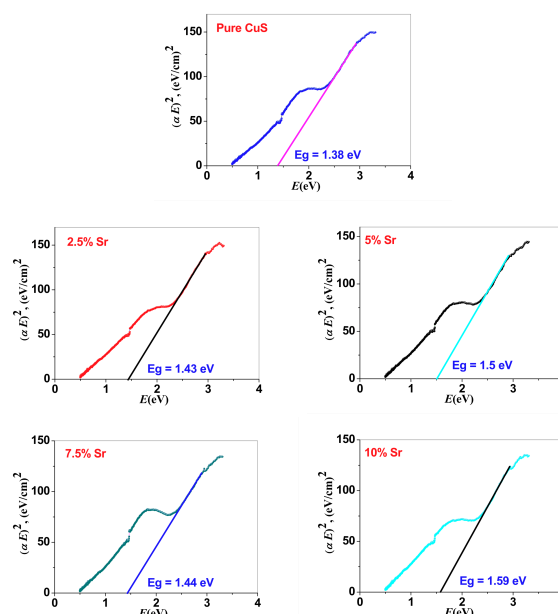 Pure CuS
(αE)², (eV/cm)²
150
100
50
0
Eg = 1.38 eV
0 1 2 3 4
E(eV)
2.5% Sr
(αE)², (eV/cm)²
150
100
50
0
Eg = 1.43 eV
0 1 2 3 4
E(eV)
5% Sr
(αE)², (eV/cm)²
150
100
50
0
Eg = 1.5 eV
0 1 2 3
E(eV)
7.5% Sr
(αE)², (eV/cm)²
150
100
50
0
Eg = 1.44 eV
0 1 2 3 4
E(eV)
10% Sr
(αE)², (eV/cm)²
150
100
50
0
Eg = 1.59 eV
0 1 2 3
E(eV)